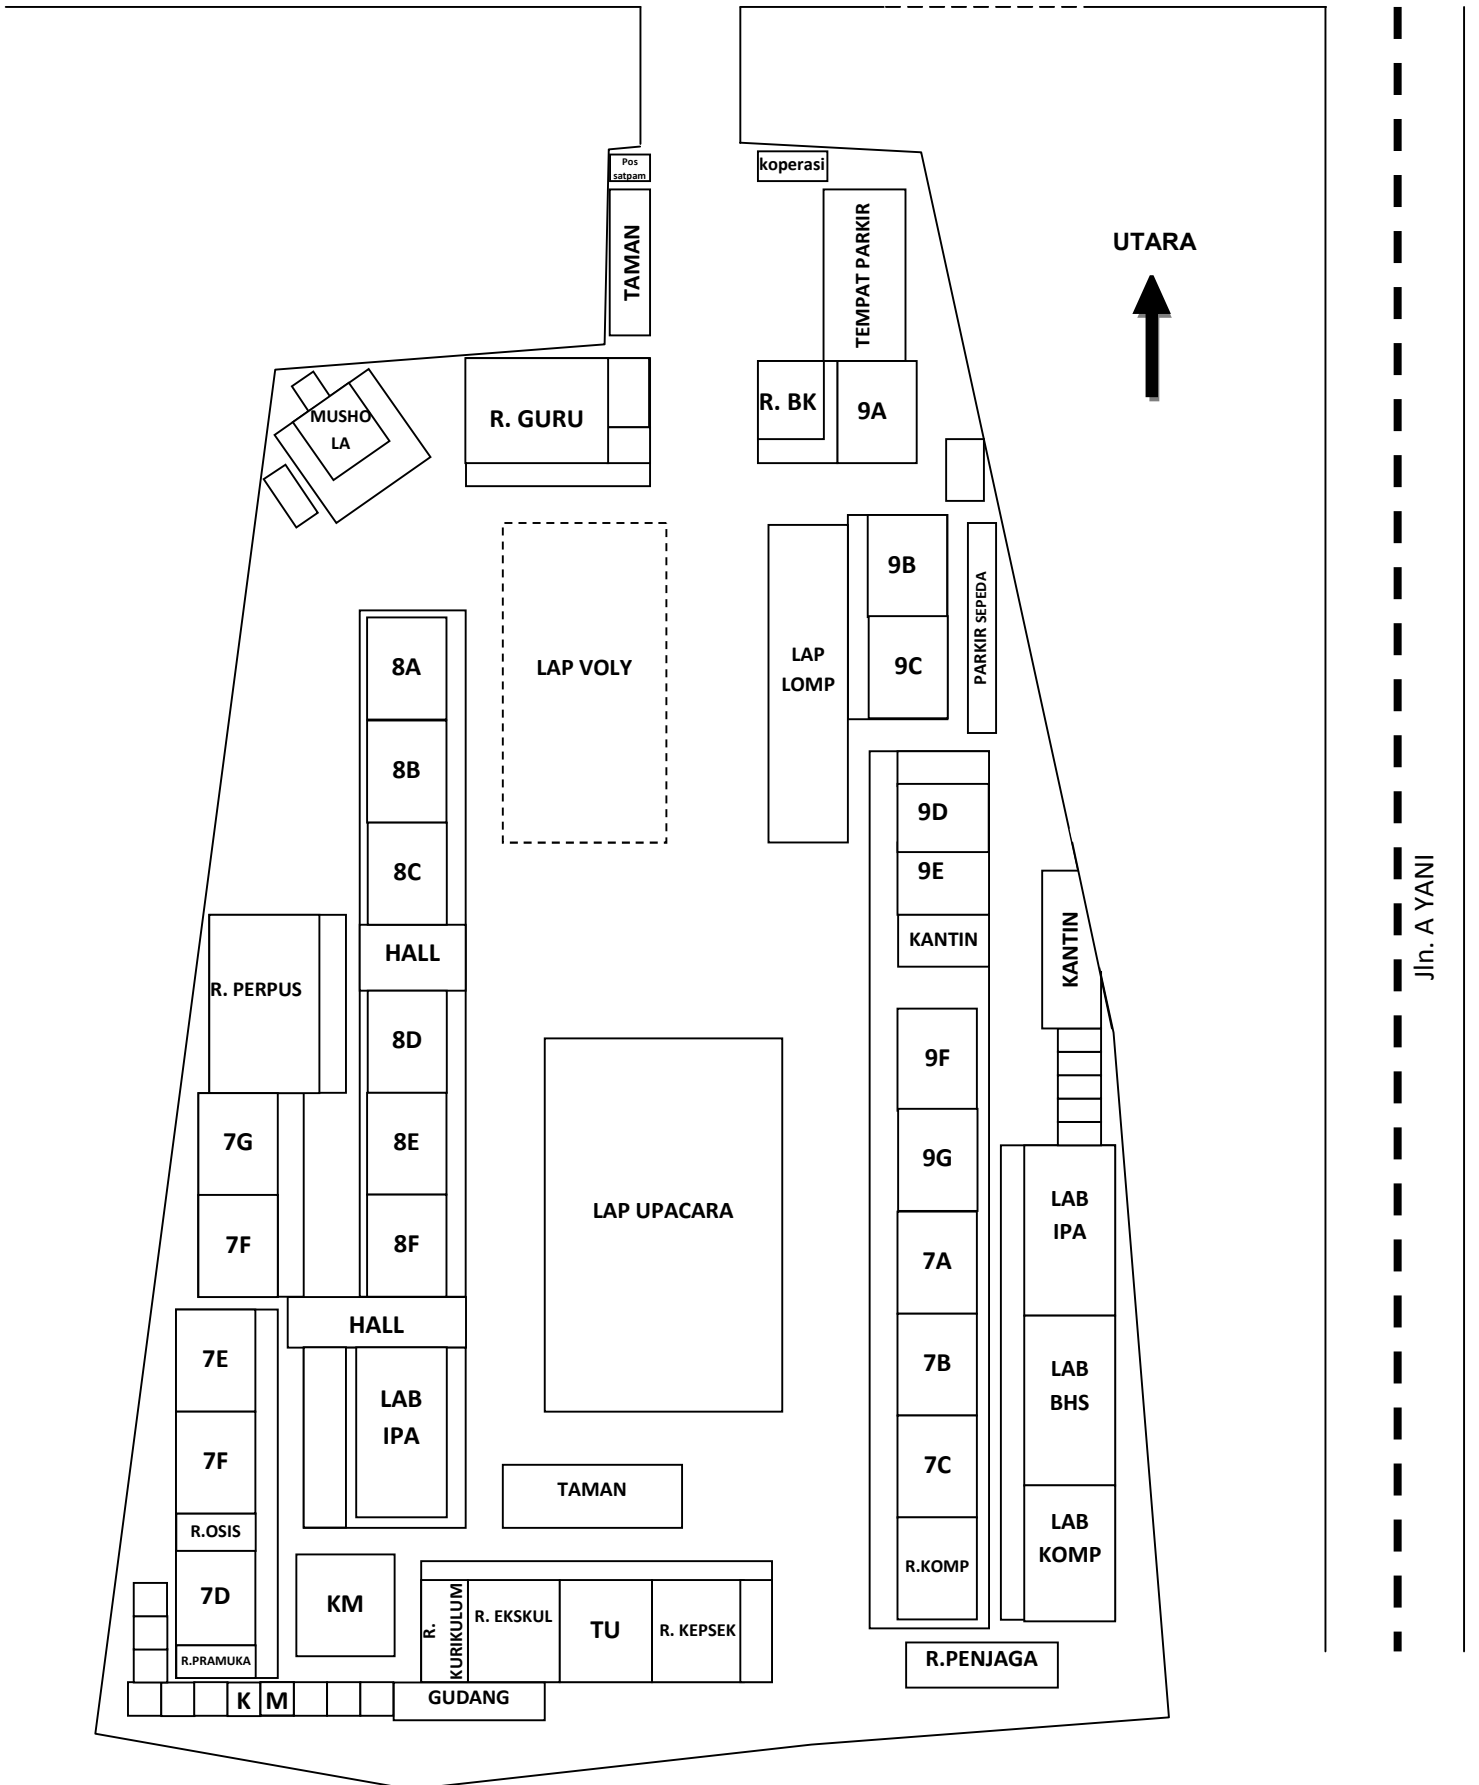 Pos
satpam
koperasi
TAMAN
TEMPAT PARKIR
UTARA
MUSHO
LA
R. GURU
R. BK
9A
9B
9C
PARKIR SEPEDA
LAP VOLY
LAP
LOMP
8A
8B
8C
HALL
9D
9E
KANTIN
KANTIN
Jln. A YANI
R. PERPUS
8D
8E
8F
7G
7F
9F
9G
7A
7B
7C
R.KOMP
LAP UPACARA
LAB
IPA
LAB
BHS
LAB
KOMP
HALL
7E
7F
R.OSIS
7D
R.PRAMUKA
LAB
IPA
TAMAN
KM
R.
KURIKULUM
R. EKSKUL
TU
R. KEPSEK
R.PENJAGA
K M
GUDANG